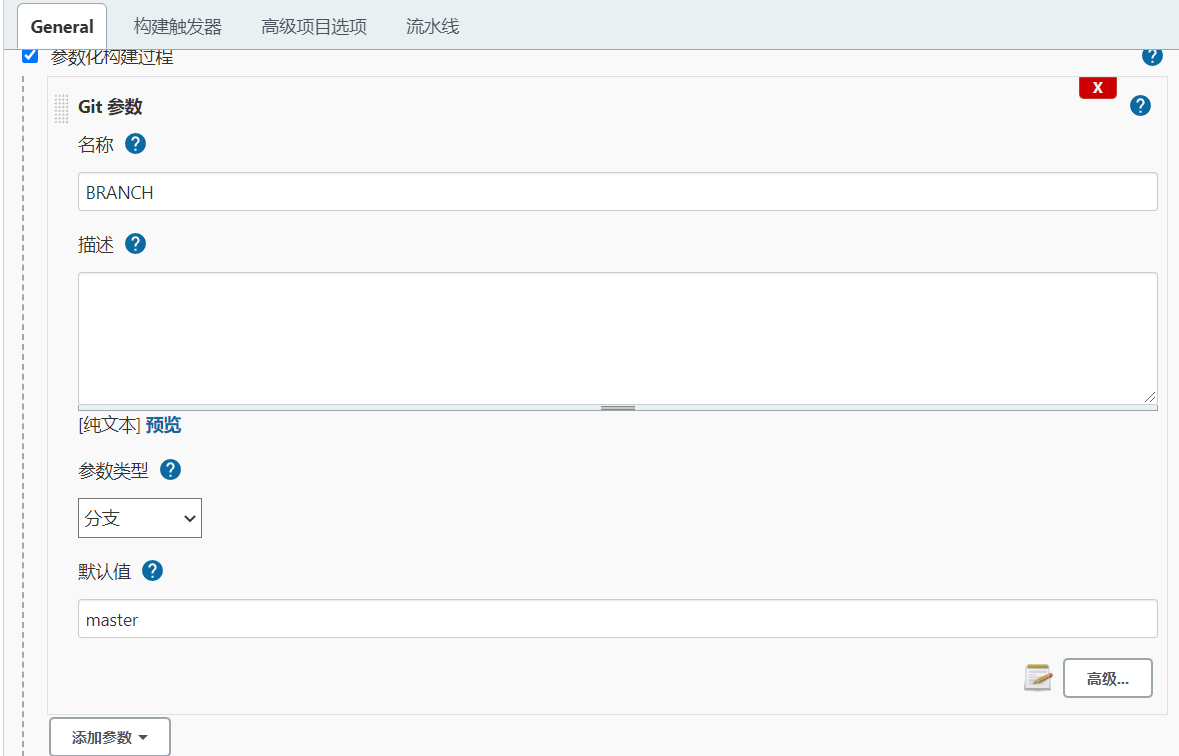 General 构建触发器 高级项目选项 流水线
参数化构建过程 ?
X
Git 参数 ?
名称 ?
BRANCH
描述 ?
[纯文本] 预览
参数类型 ?
分支
默认值 ?
master
高级...
添加参数